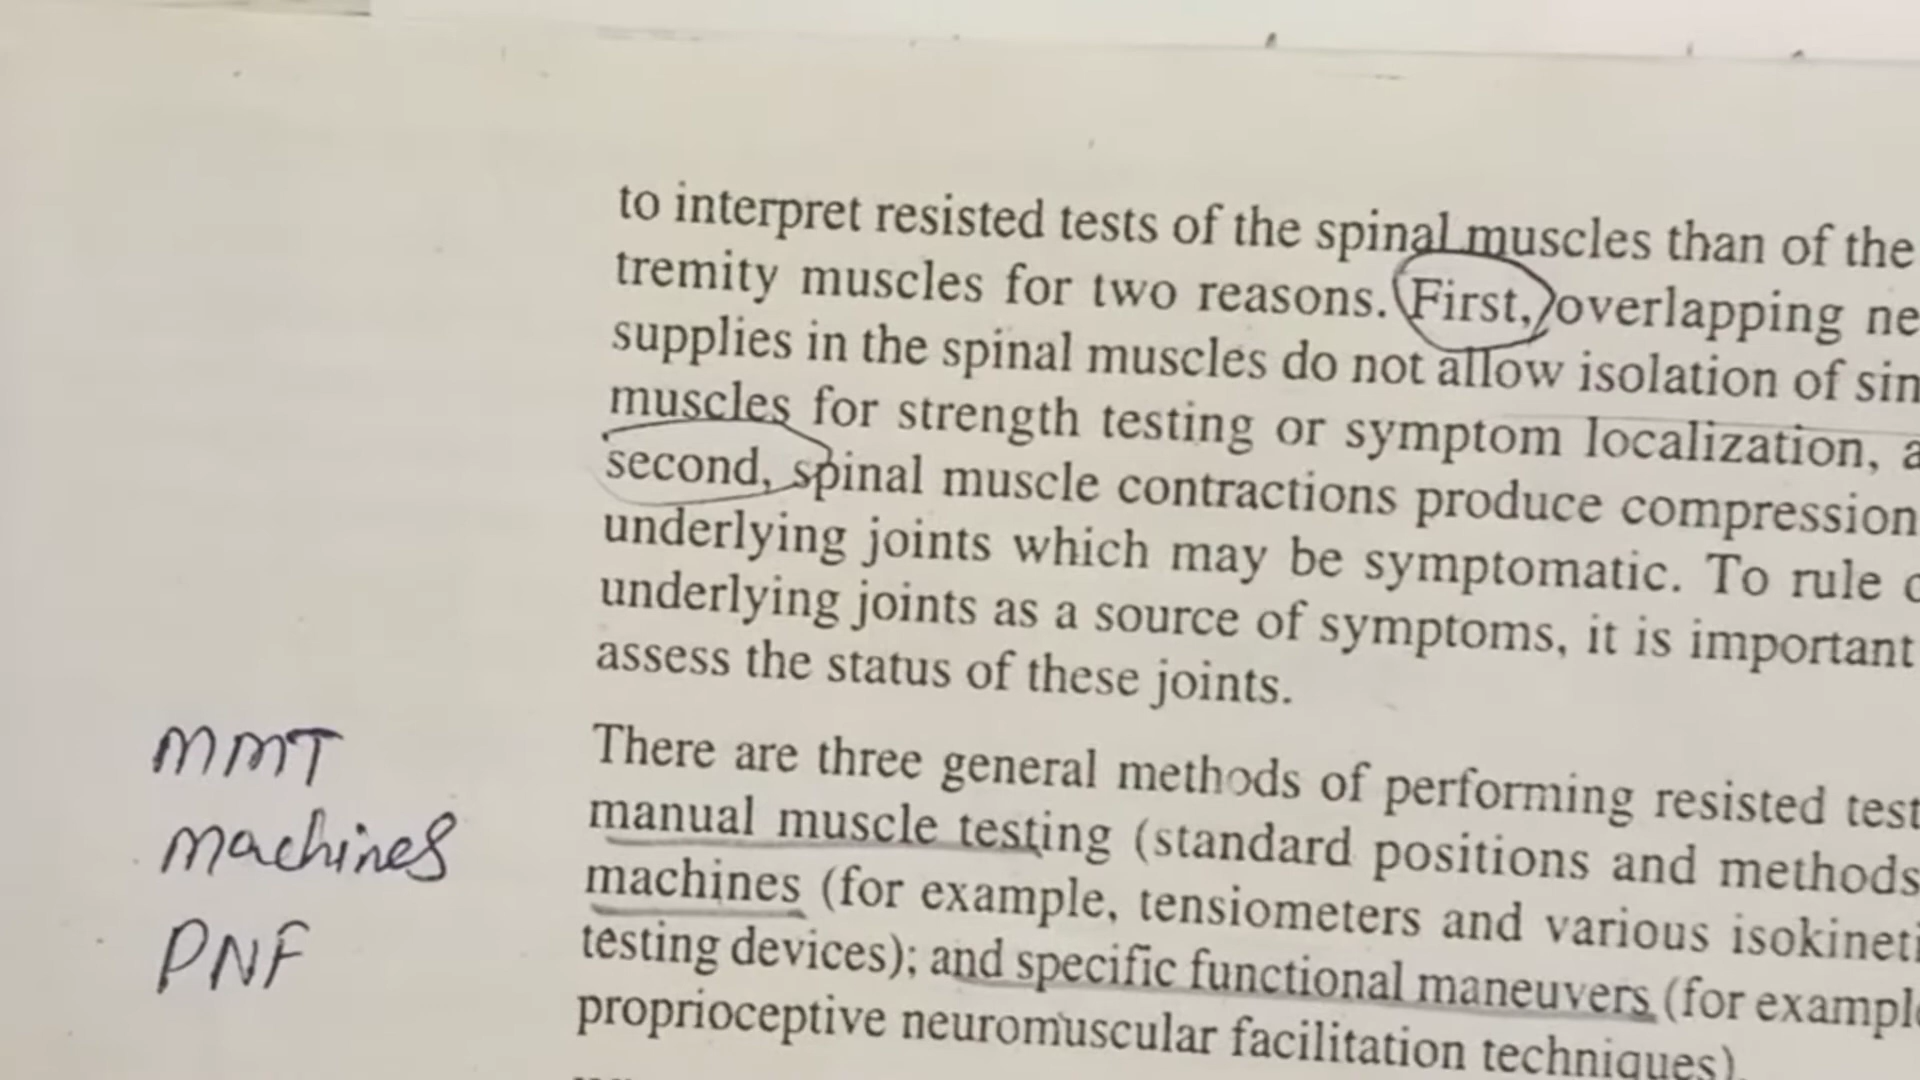 to interpret resisted tests of the spinal muscles than of the
tremity muscles for two reasons. First, overlapping ne
supplies in the spinal muscles do not allow isolation of sin
muscles for strength testing or symptom localization, a
second, spinal muscle contractions produce compression
underlying joints which may be symptomatic. To rule o
underlying joints as a source of symptoms, it is important
assess the status of these joints.
There are three general methods of performing resisted test
manual muscle testing (standard positions and methods
machines (for example, tensiometers and various isokineti
testing devices); and specific functional maneuvers (for example
proprioceptive neuromuscular facilitation techniques).
MMT
machines
PNF